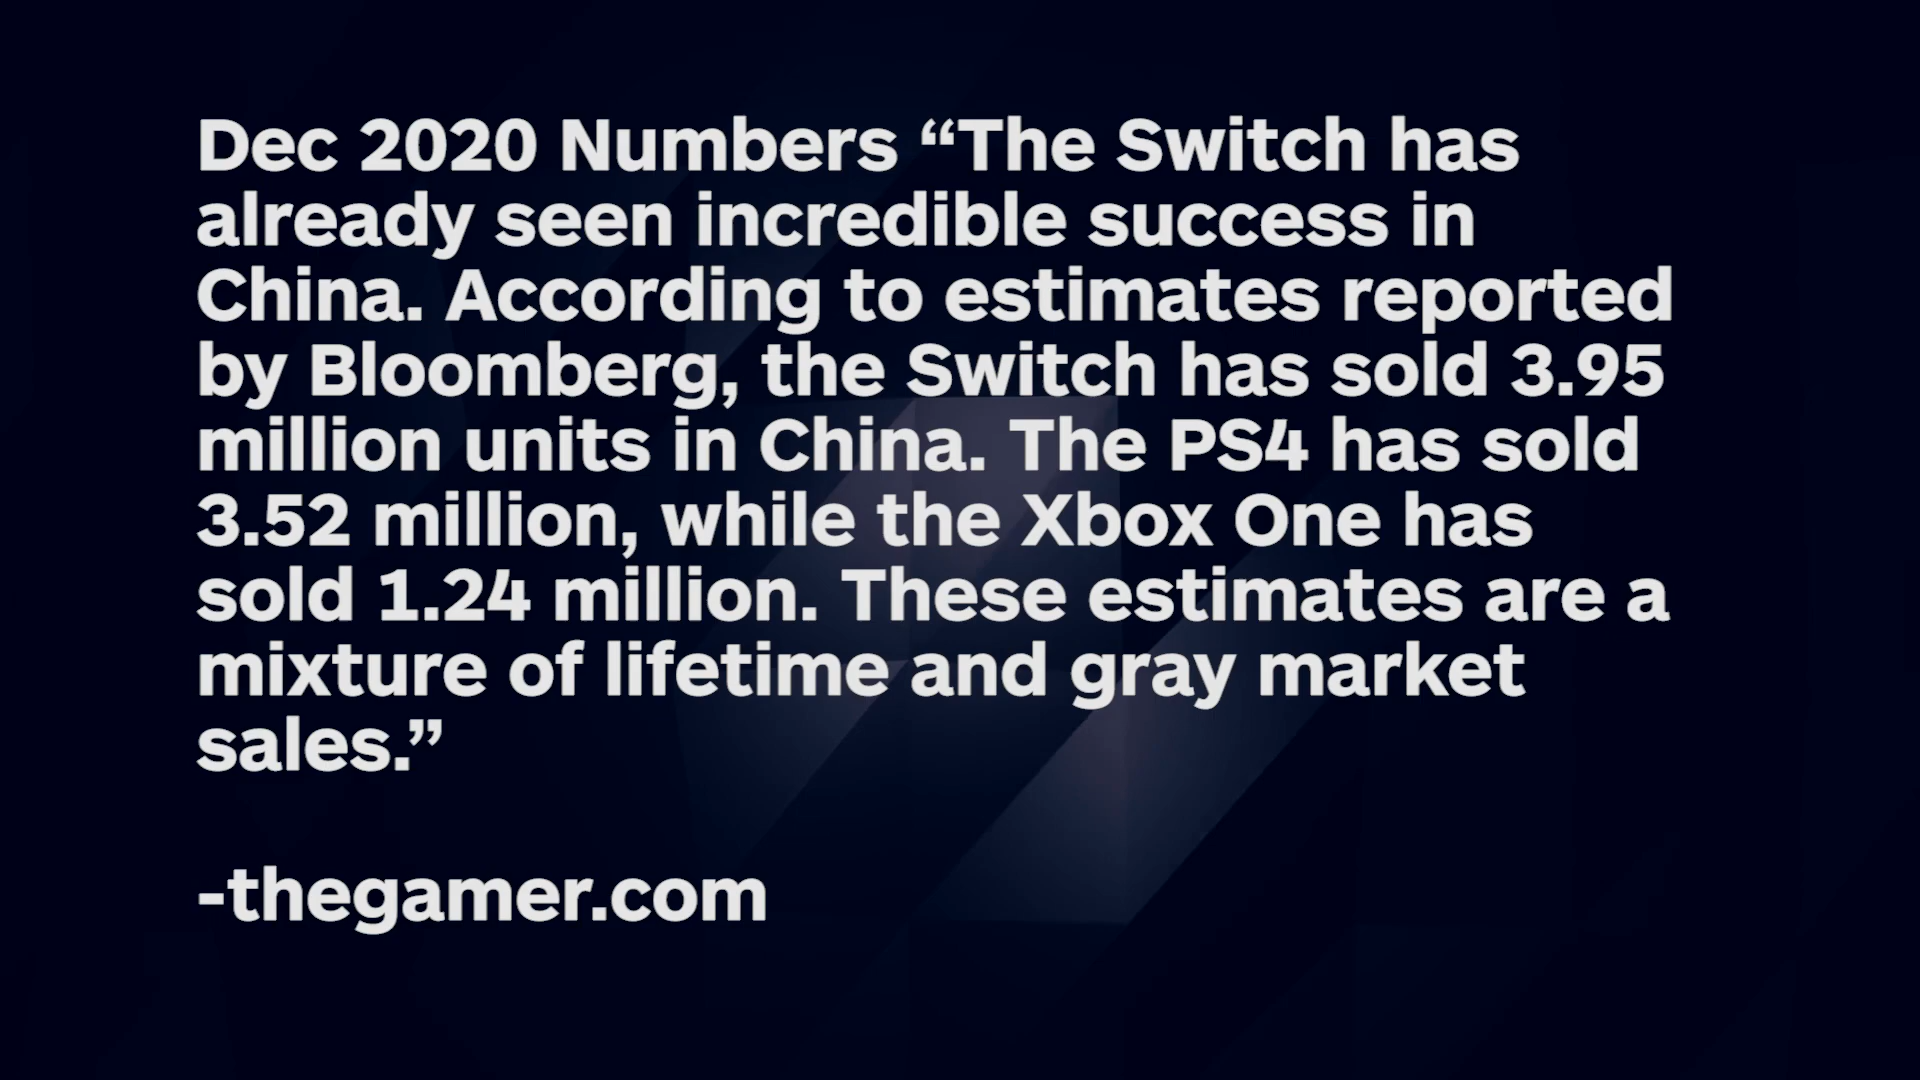 Dec 2020 Numbers “The Switch has
already seen incredible success in
China. According to estimates reported
by Bloomberg, the Switch has sold 3.95
million units in China. The PS4 has sold
3.52 million, while the Xbox One has
sold 1.24 million. These estimates are a
mixture of lifetime and gray market
sales.”
-thegamer.com